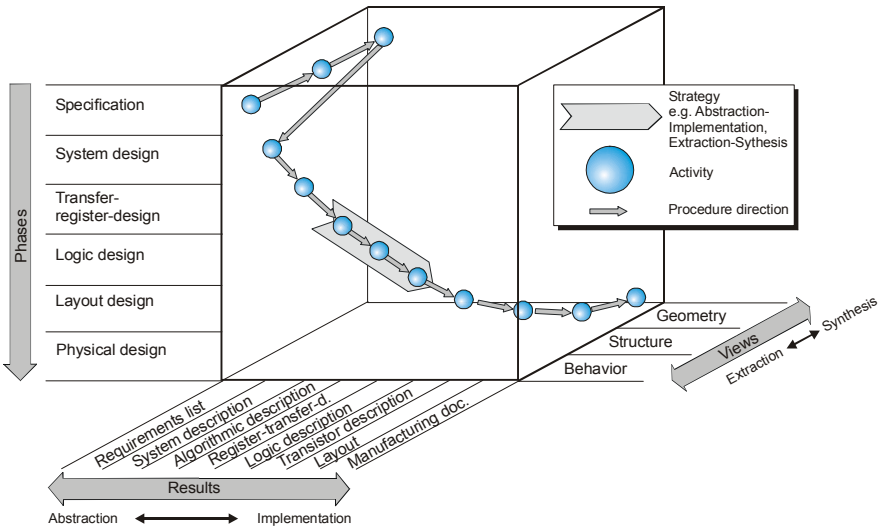 Specification
System design
Transfer-
register-design
Logic design
Layout design
Physical design
Phases
Strategy
e.g. Abstraction-
Implementation,
Extraction-Sythesis
Activity
Procedure direction
Geometry
Structure
Behavior
Views
Extraction
Synthesis
Requirements list
System description
Algorithmic description
Register-transfer-d.
Logic description
Transistor description
Layout
Manufacturing doc.
Results
Abstraction
Implementation